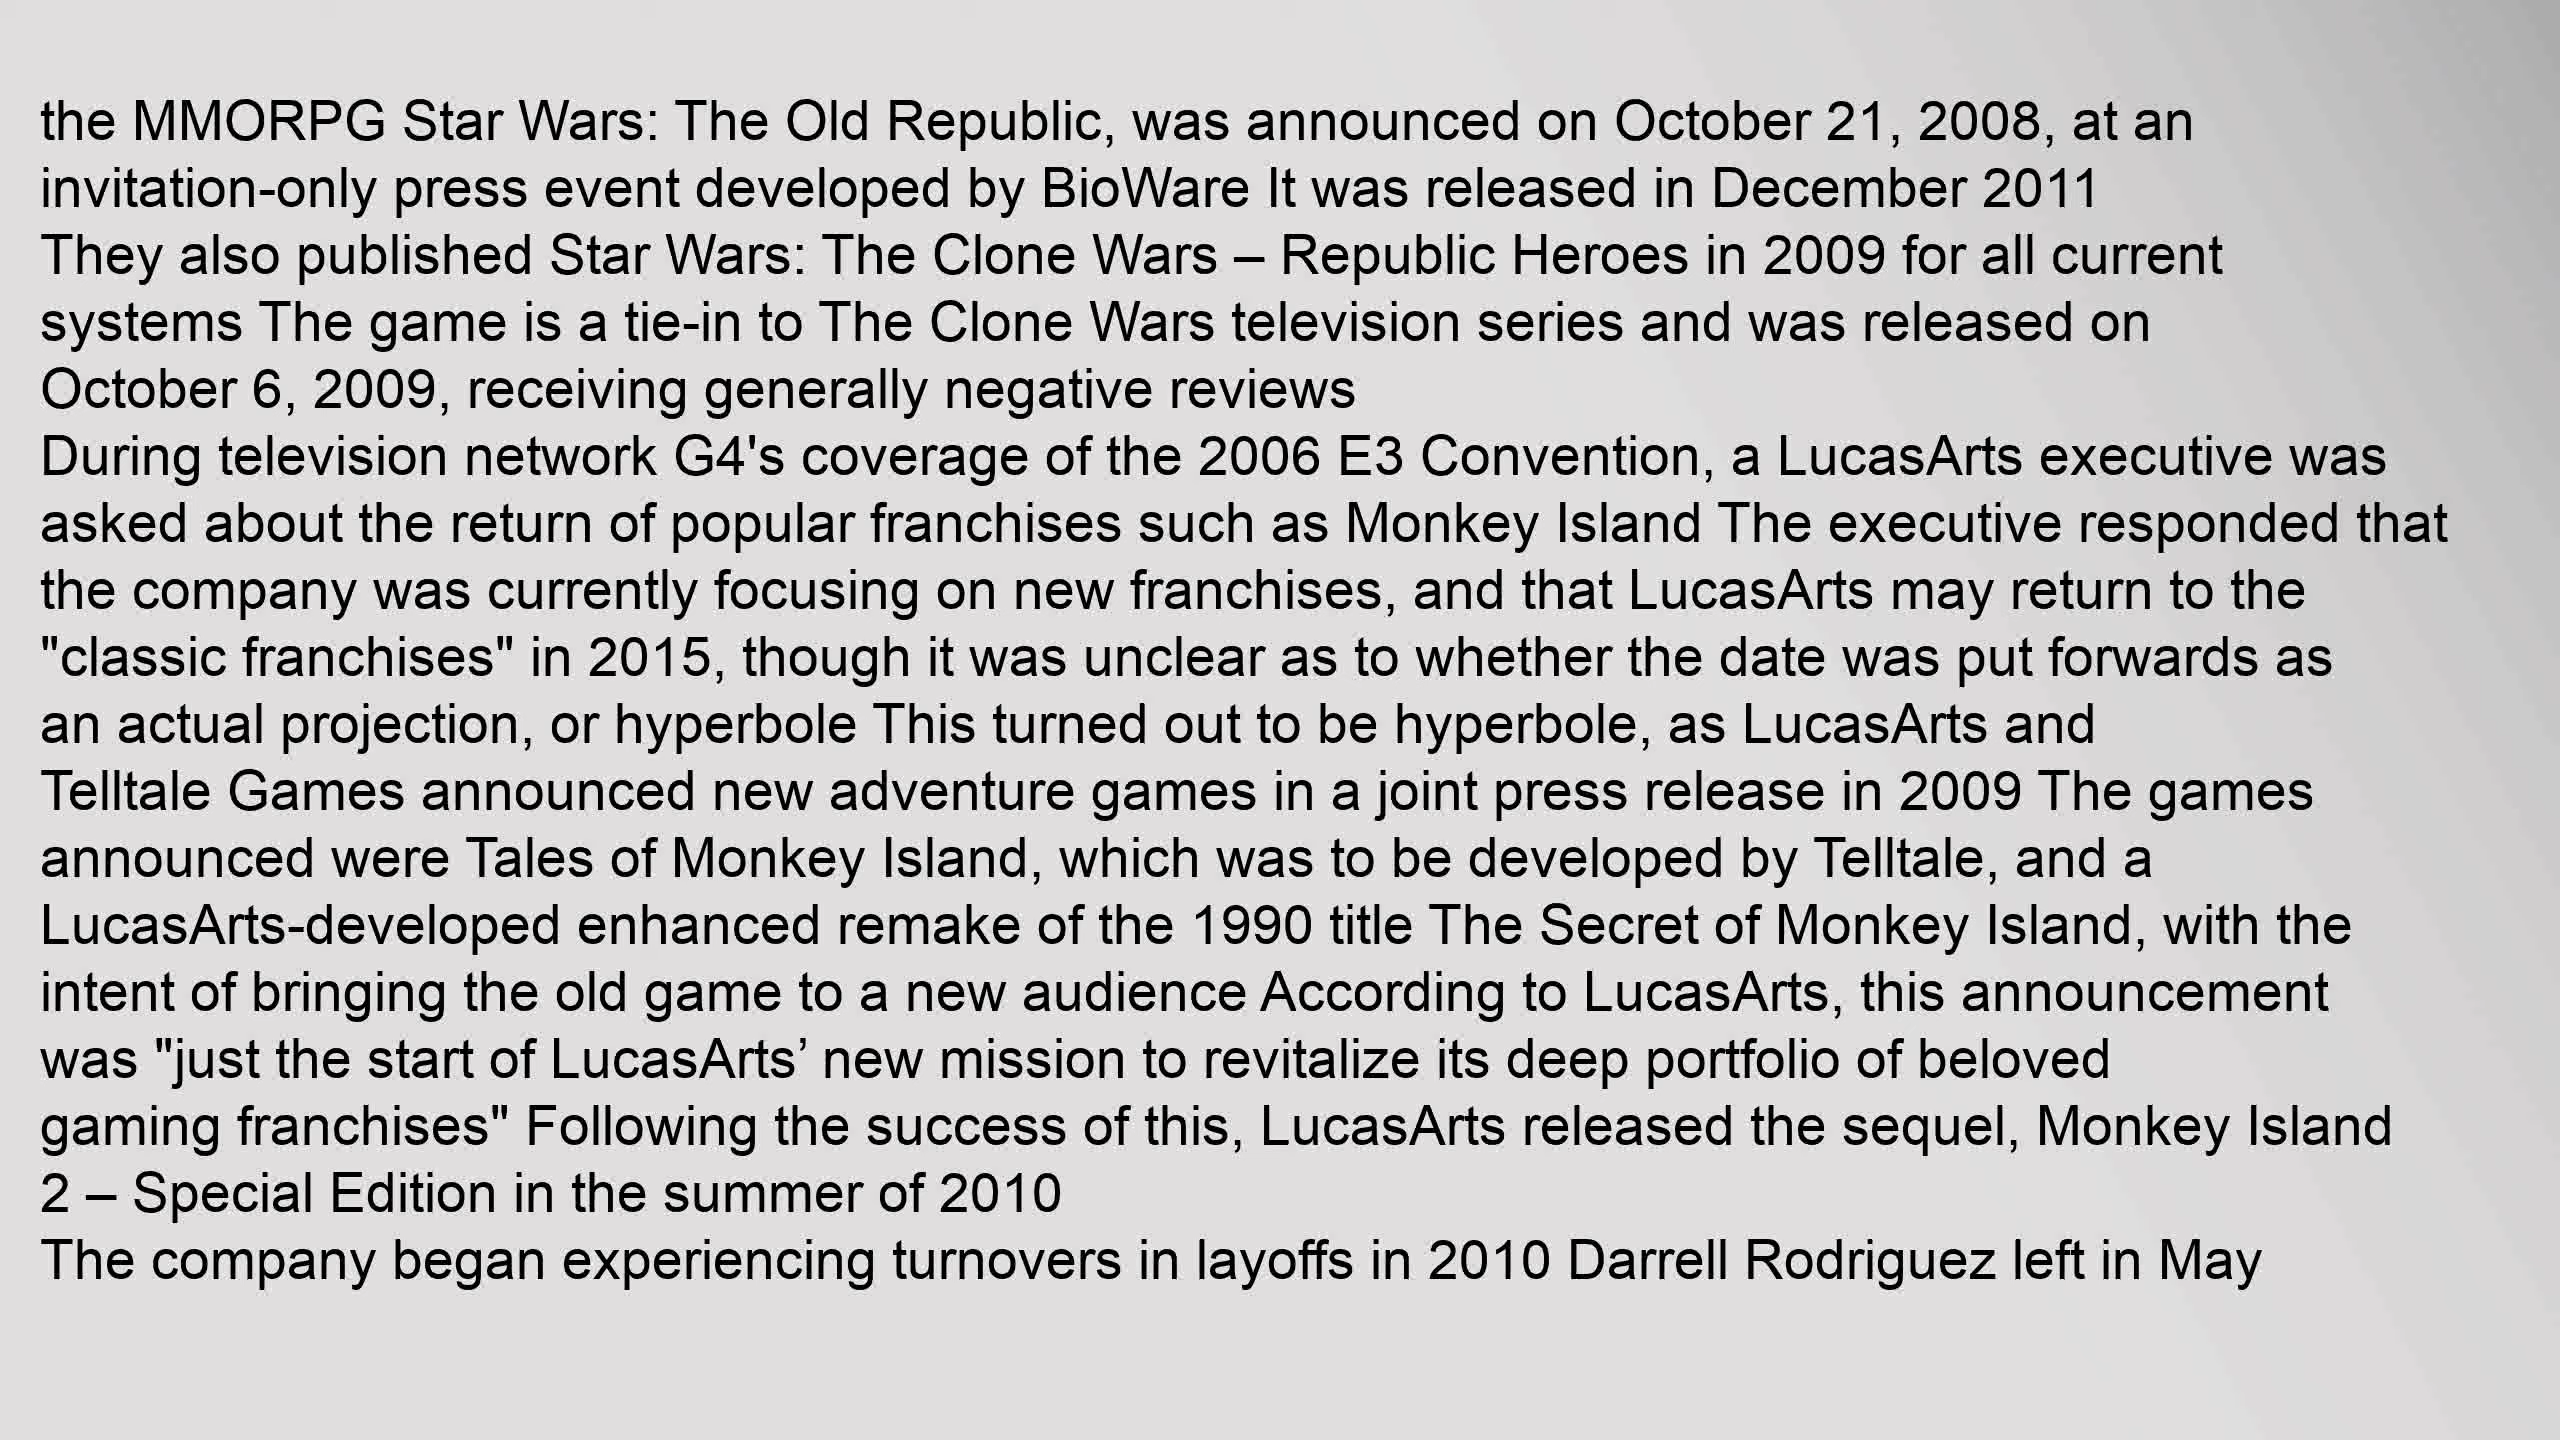 the MMORPG Star Wars: The Old Republic, was announced on October 21, 2008, at an
invitation-only press event developed by BioWare It was released in December 2011
They also published Star Wars: The Clone Wars – Republic Heroes in 2009 for all current
systems The game is a tie-in to The Clone Wars television series and was released on
October 6, 2009, receiving generally negative reviews
During television network G4's coverage of the 2006 E3 Convention, a LucasArts executive was
asked about the return of popular franchises such as Monkey Island The executive responded that
the company was currently focusing on new franchises, and that LucasArts may return to the
"classic franchises" in 2015, though it was unclear as to whether the date was put forwards as
an actual projection, or hyperbole This turned out to be hyperbole, as LucasArts and
Telltale Games announced new adventure games in a joint press release in 2009 The games
announced were Tales of Monkey Island, which was to be developed by Telltale, and a
LucasArts-developed enhanced remake of the 1990 title The Secret of Monkey Island, with the
intent of bringing the old game to a new audience According to LucasArts, this announcement
was "just the start of LucasArts’ new mission to revitalize its deep portfolio of beloved
gaming franchises" Following the success of this, LucasArts released the sequel, Monkey Island
2 – Special Edition in the summer of 2010
The company began experiencing turnovers in layoffs in 2010 Darrell Rodriguez left in May